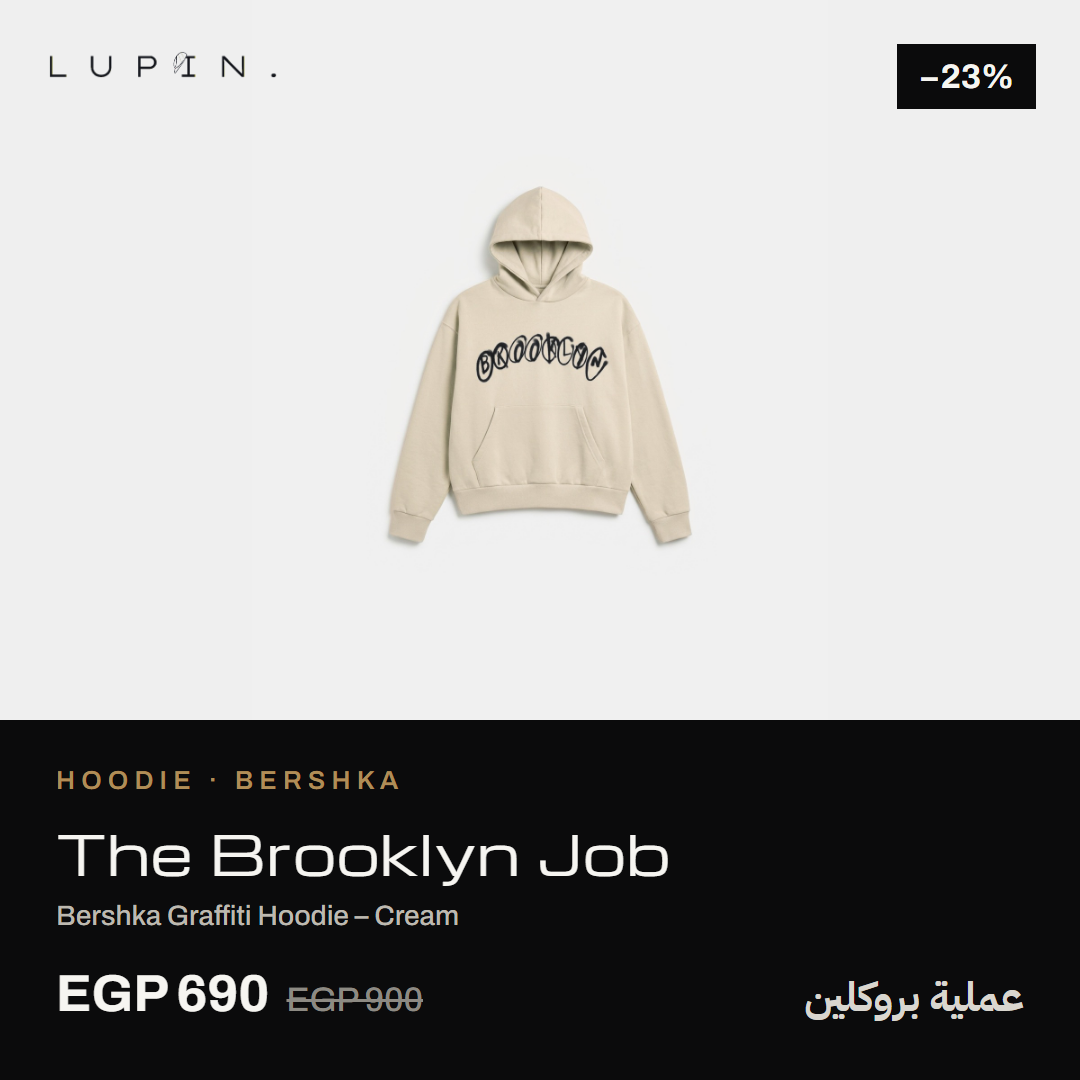 LUPIN.
–23%
BROOKLYN
HOODIE · BERSHKA
The Brooklyn Job
Bershka Graffiti Hoodie – Cream
EGP 690 EGP 900
عملية بروكلين